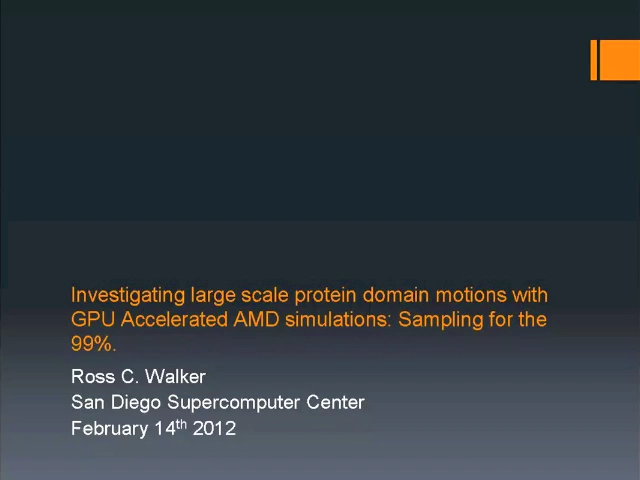 Investigating large scale protein domain motions with
GPU Accelerated AMD simulations: Sampling for the
99%.
Ross C. Walker
San Diego Supercomputer Center
February 14th 2012